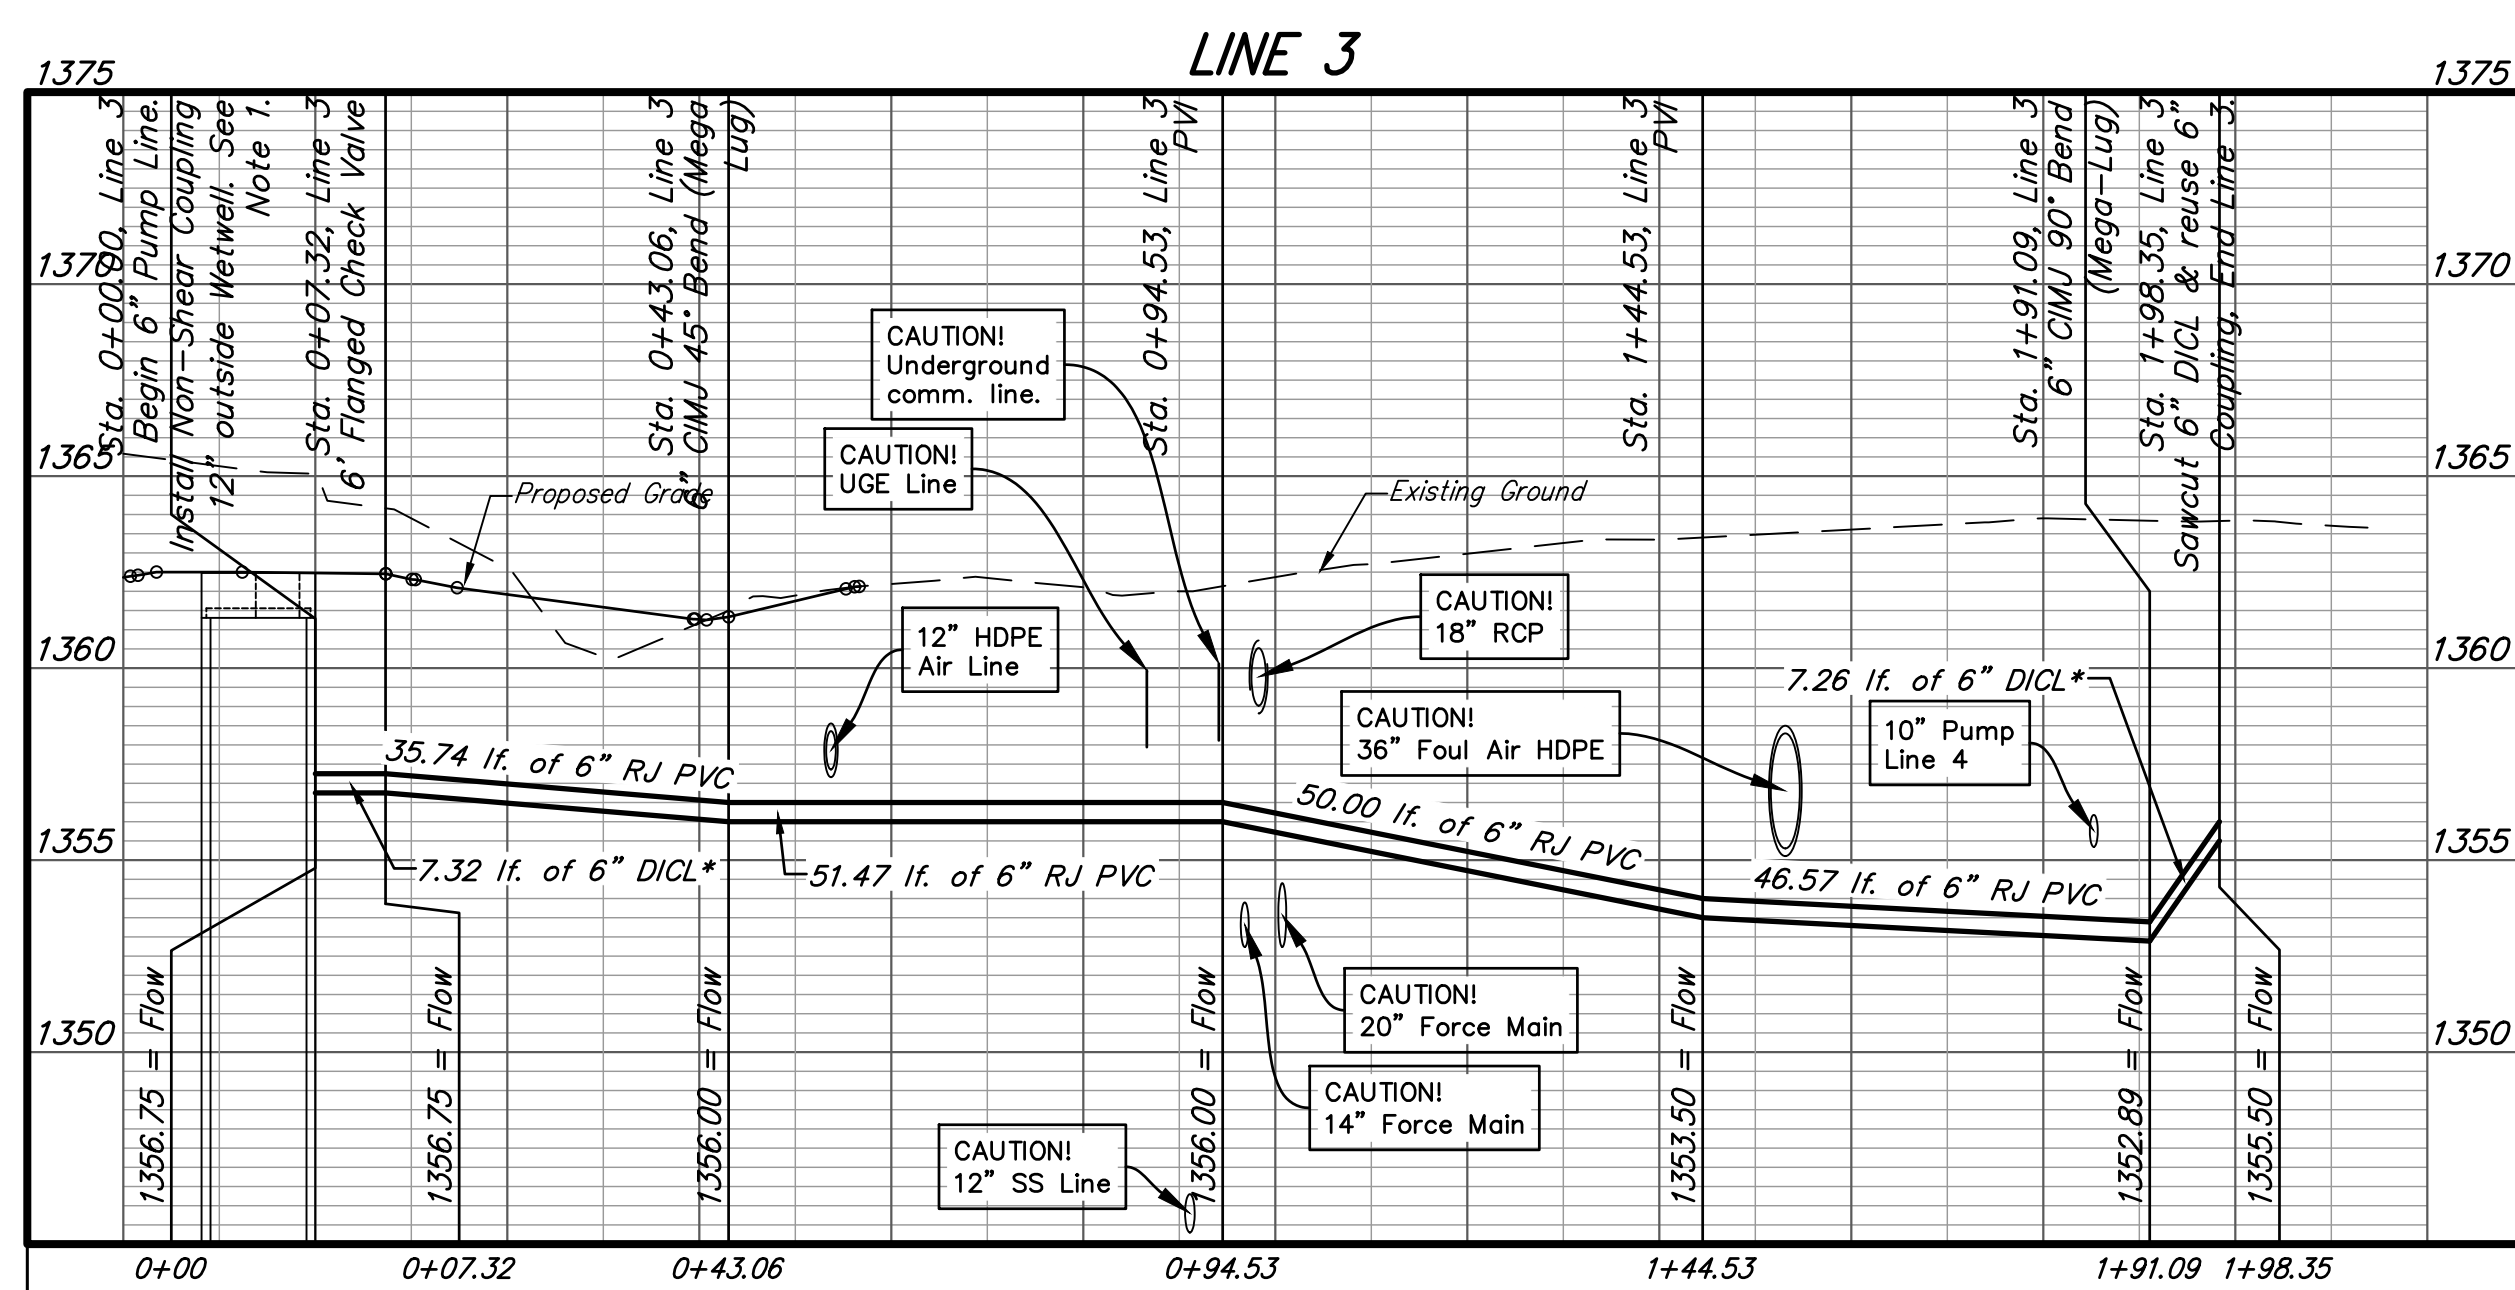 LINE 3
1375
1375
1370
1370
1365
1365
1360
1360
1355
1355
1350
1350
Sta. 0+00.00, Line 3
Begin 6” Pump Line.
Install Non-Shear Coupling
12” outside Wetwell. See
Note 1.
Sta. 0+07.32, Line 3
6’ Flanged Check Valve
Sta. 0+43.06, Line 3
6” CIMJ 45° Bend (Mega
Lug)
Sta. 0+94.53, Line 3
PVI
Sta. 1+44.53, Line 3
PVI
Sta. 1+91.09, Line 3
6” CIMJ 90° Bend
(Mega-Lug)
Sta. 1+98.35, Line 3
Sawcut 6” DICL & reuse 6”
Coupling, End Line 3.
CAUTION!
Underground
comm. line.
CAUTION!
UGE Line
Proposed Grade
Existing Ground
CAUTION!
18” RCP
12” HDPE
Air Line
7.26 lf. of 6” DICL*
CAUTION!
36” Foul Air HDPE
10” Pump
Line 4
35.74 lf. of 6” RJ PVC
50.00 lf. of 6” RJ PVC
7.32 lf. of 6” DICL*
51.47 lf. of 6” RJ PVC
46.57 lf. of 6” RJ PVC
CAUTION!
20” Force Main
CAUTION!
14” Force Main
CAUTION!
12” SS Line
1356.75 = Flow
1356.75 = Flow
1356.00 = Flow
1356.00 = Flow
1353.50 = Flow
1352.89 = Flow
1355.50 = Flow
0+00
0+07.32
0+43.06
0+94.53
1+44.53
1+91.09
1+98.35